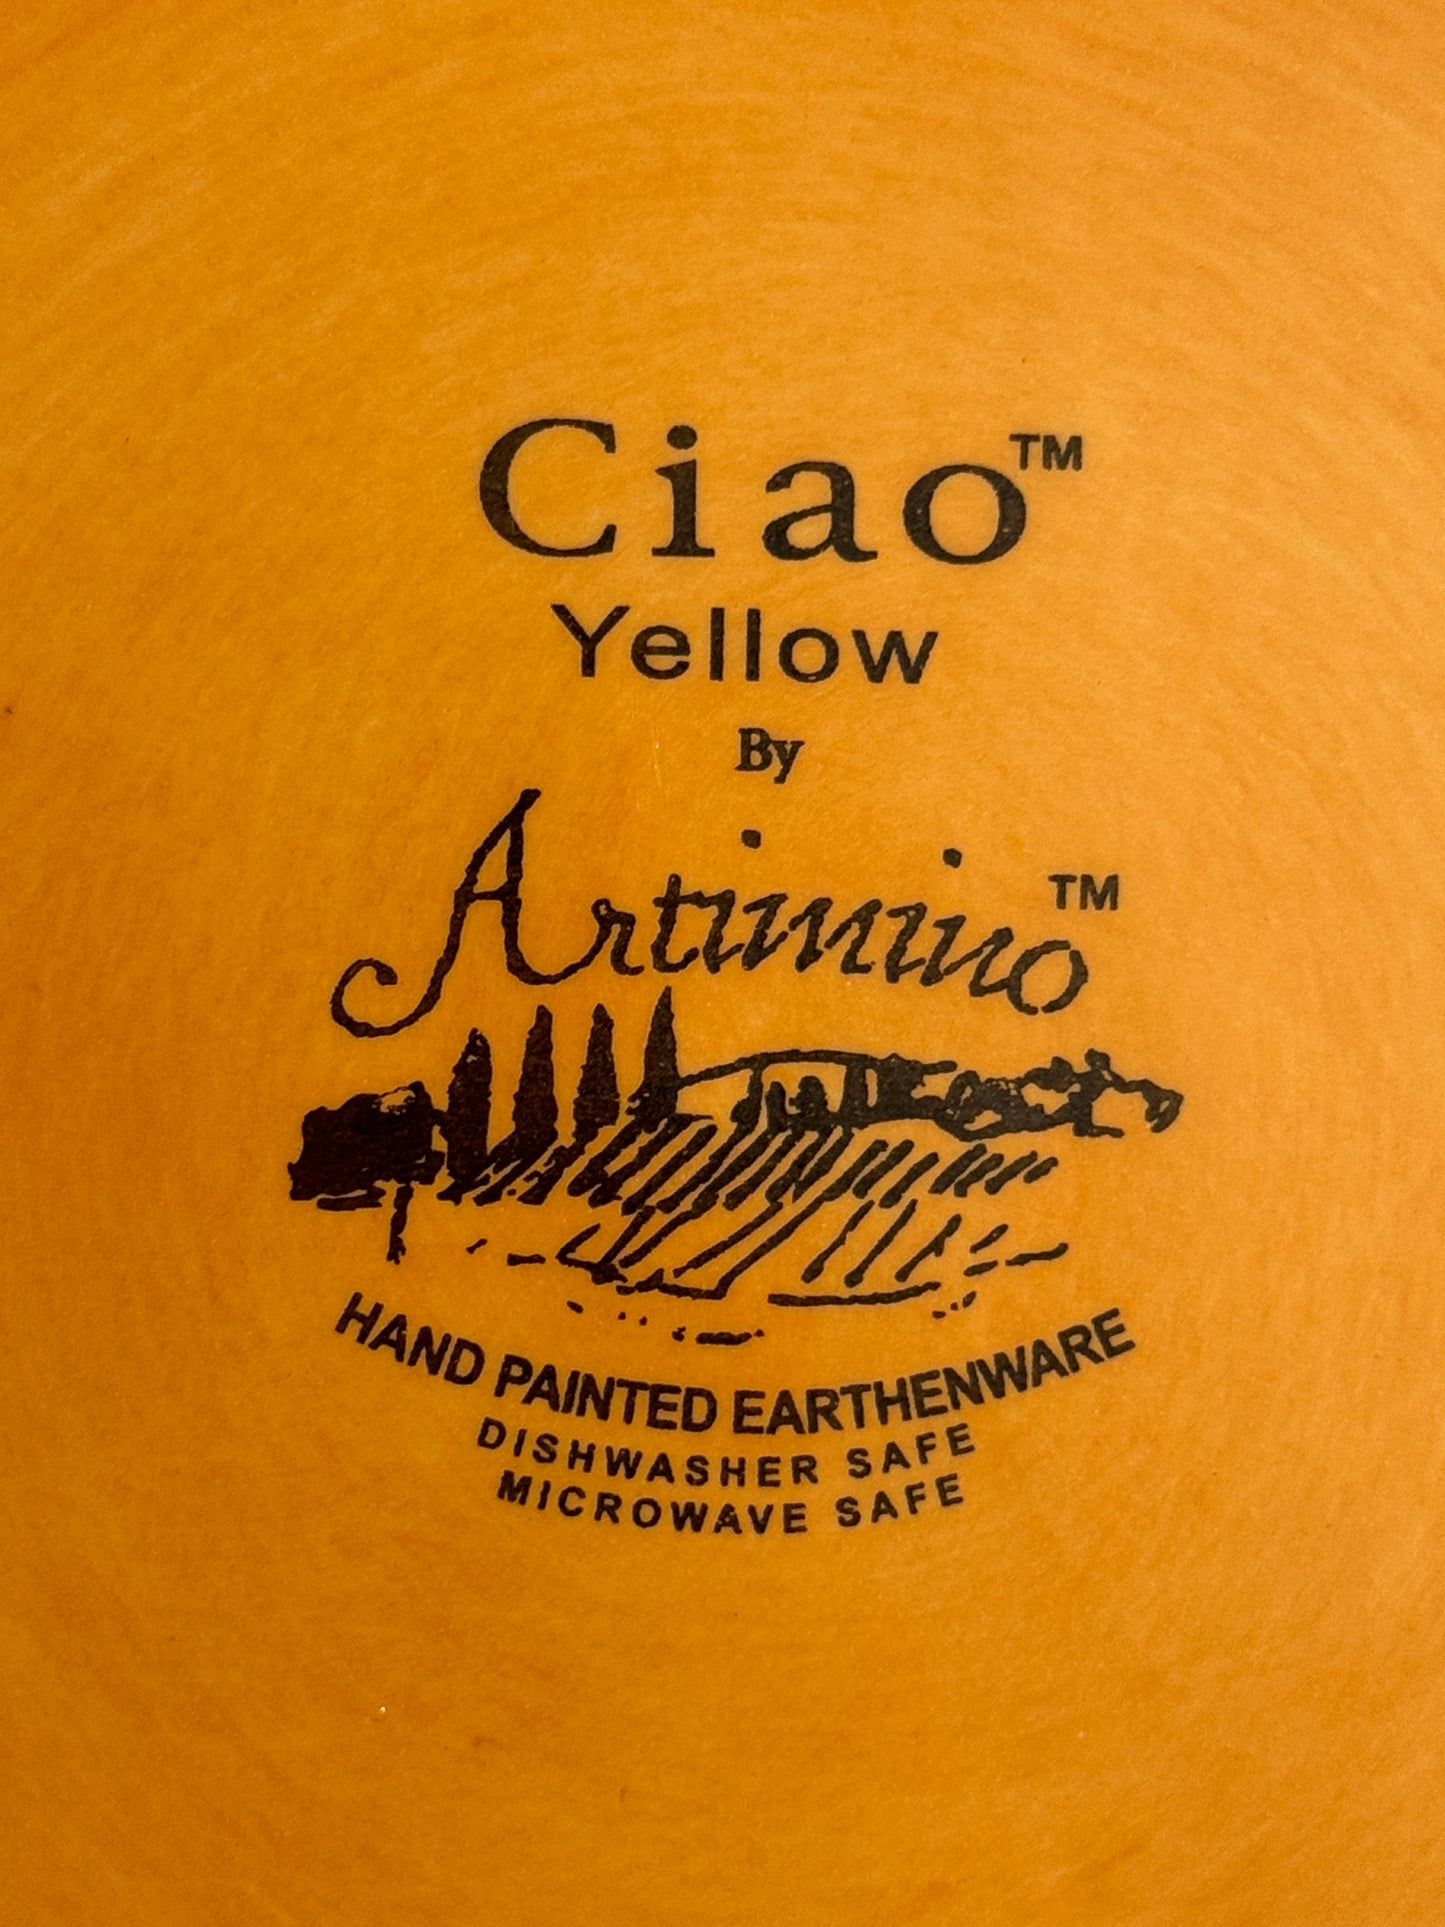 Ciao™
Yellow
By
Artimino™
HAND PAINTED EARTHENWARE
DISHWASHER SAFE
MICROWAVE SAFE